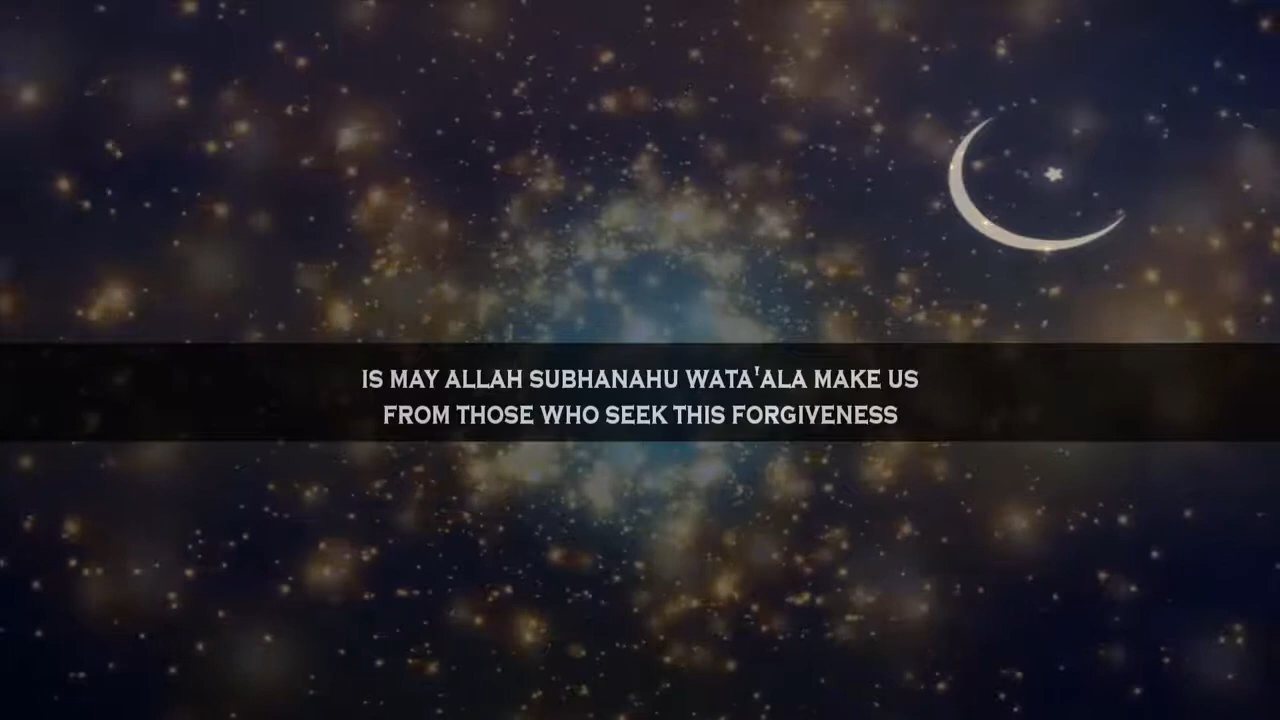 IS MAY ALLAH SUBHANAHU WATA'ALA MAKE US
FROM THOSE WHO SEEK THIS FORGIVENESS